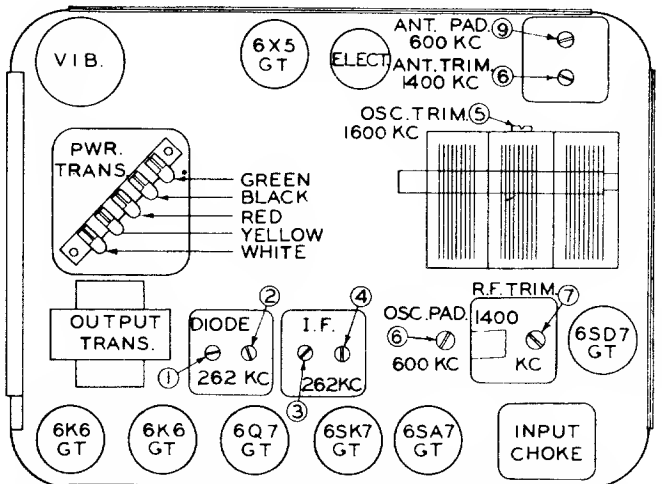 VIB.
6X5
GT
ELECT.
ANT. PAD. ⑨
600 KC
ANT. TRIM. ⑥
1400 KC
OSC. TRIM. ⑤
1600 KC
PWR.
TRANS.
GREEN
BLACK
RED
YELLOW
WHITE
OUTPUT
TRANS.
DIODE
① ②
262 KC
I.F.
③ ④
262KC
OSC. PAD.
⑥
600 KC
R.F. TRIM. ⑦
1400
KC
6SD7
GT
6K6
GT
6K6
GT
6Q7
GT
6SK7
GT
6SA7
GT
INPUT
CHOKE